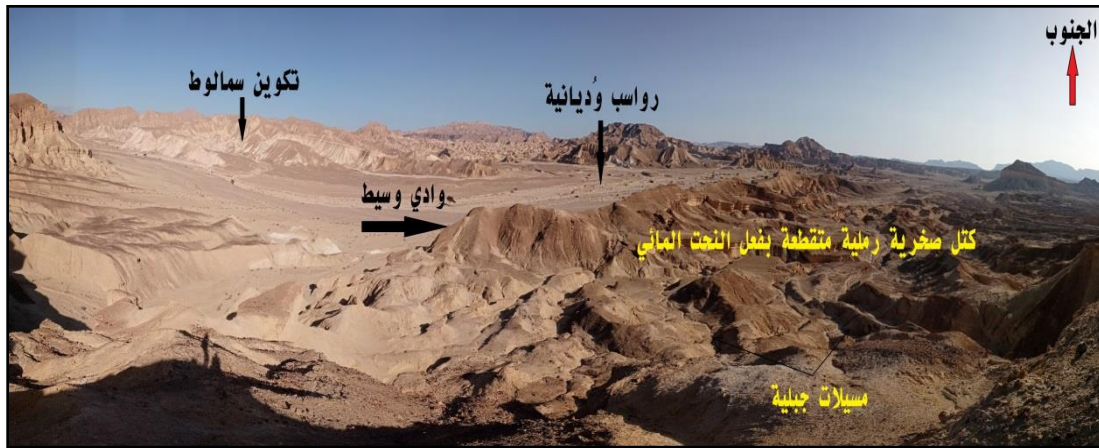 الجنوب
تكوين سمالوط
رواسب وُديانية
وادي وسيط
كتل صخرية رملية متقطعة بفعل النحت المائي
مسيلات جبلية